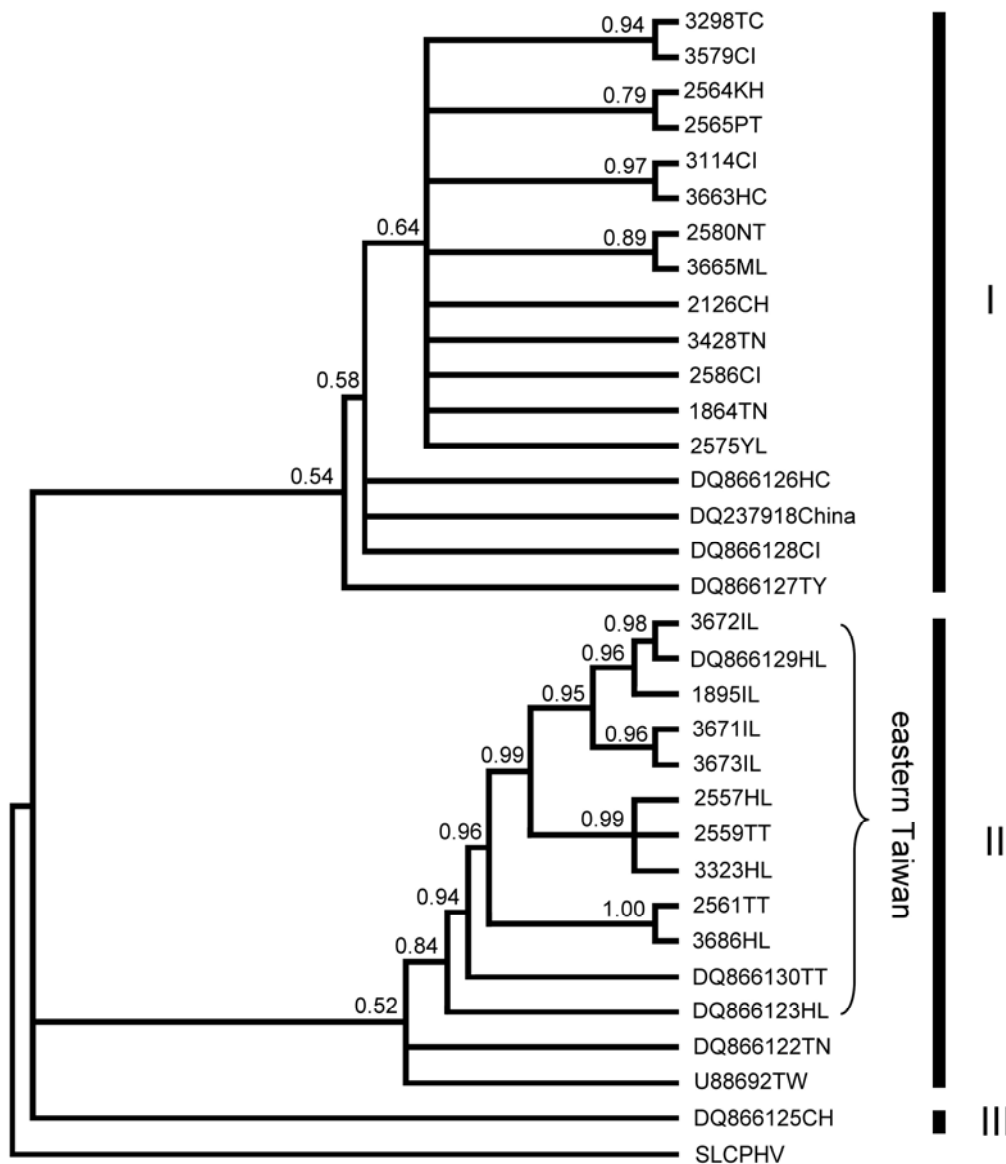 0.94
3298TC
3579CI
0.79
2564KH
2565PT
0.97
3114CI
3663HC
0.64
0.89
2580NT
3665ML
2126CH
I
3428TN
0.58
2586CI
1864TN
2575YL
0.54
DQ866126HC
DQ237918China
DQ866128CI
DQ866127TY
0.98
3672IL
0.96
DQ866129HL
0.95
1895IL
0.96
3671IL
3673IL
0.99
2557HL
0.99
2559TT
eastern Taiwan
II
0.96
3323HL
0.94
1.00
2561TT
3686HL
0.84
DQ866130TT
0.52
DQ866123HL
DQ866122TN
U88692TW
DQ866125CH
III
SLCPHV